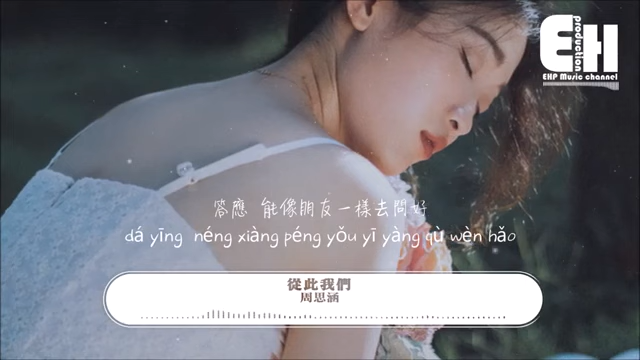 EH
production
EHP Music channel
答應 能像朋友一樣去問好
dá yīng néng xiàng péng yǒu yī yàng qù wèn hǎo
從此我們
周思涵